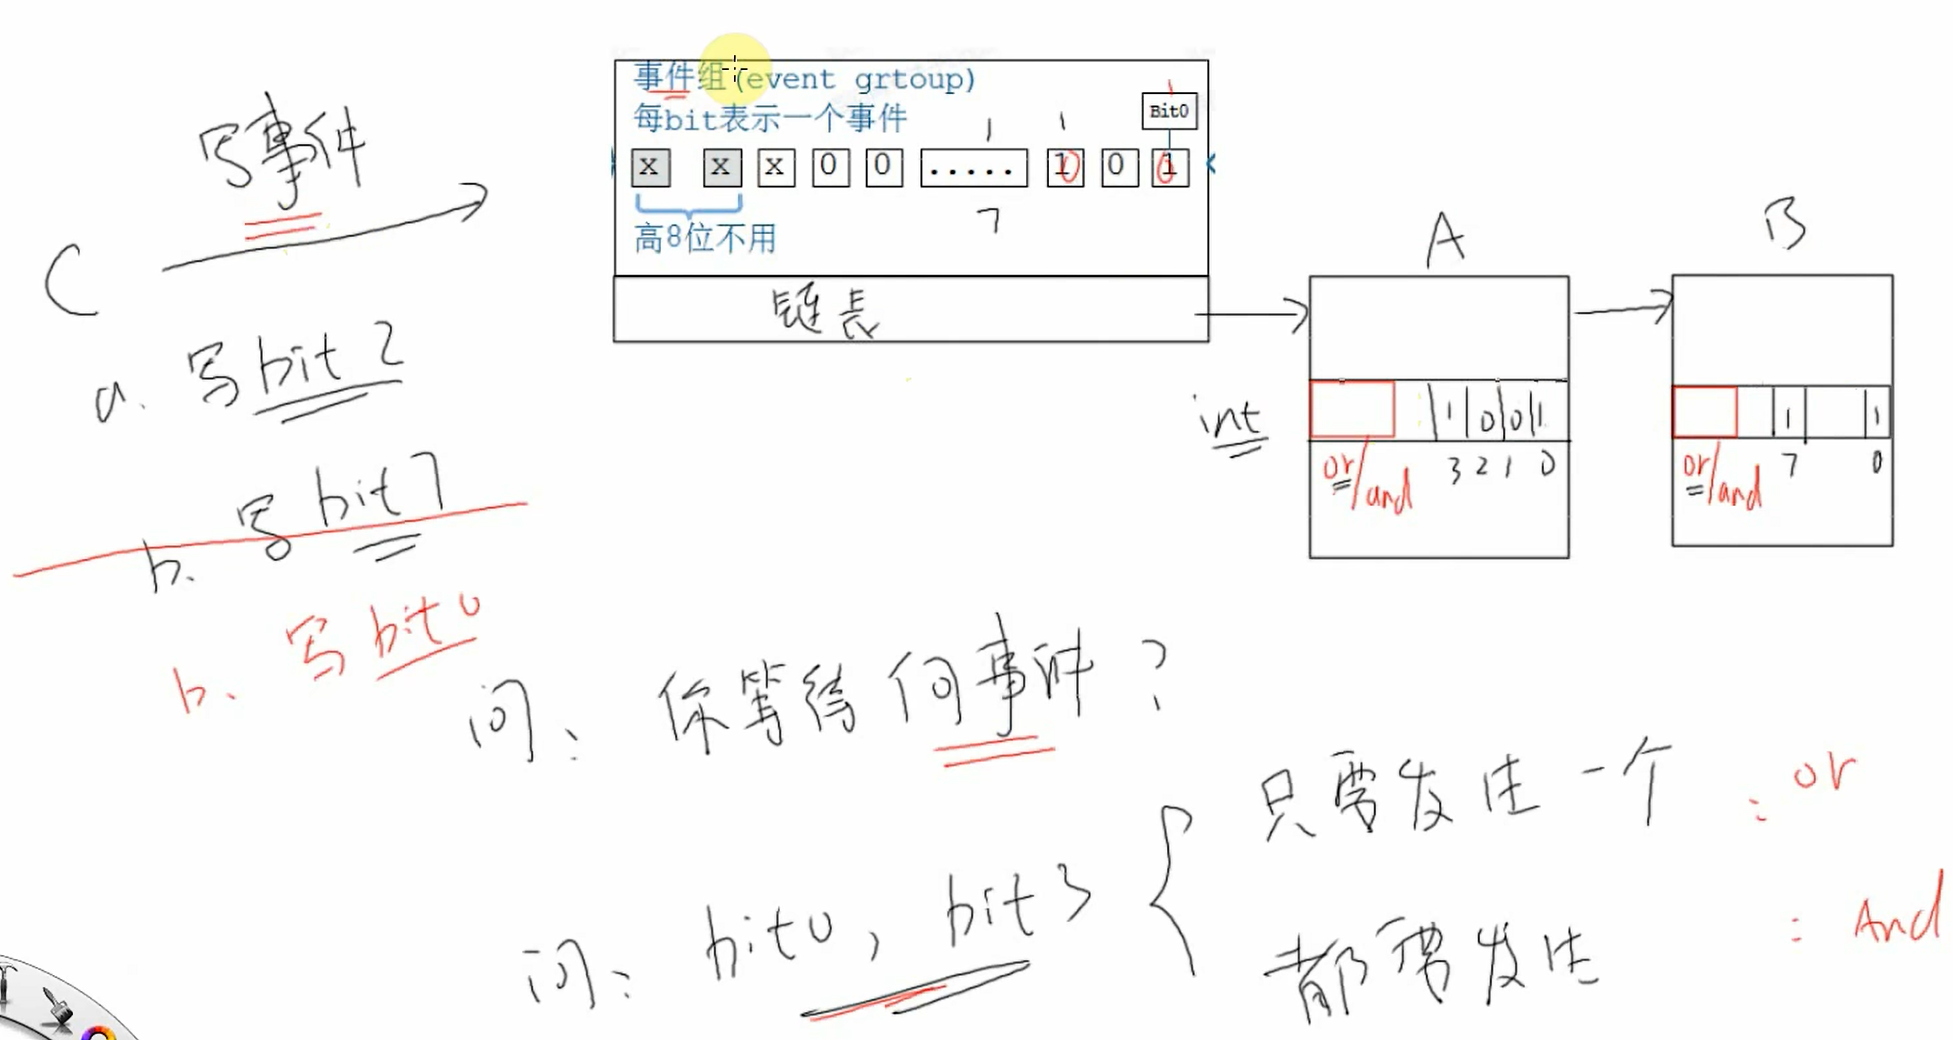 事件组(event grtoup)
每bit表示一个事件
1 1
Bit0
x x x 0 0 ..... 1 0 1
7
高8位不用
链表
写事件
C
a. 写bit2
b. 写bit7
b. 写bit0
A
B
int
1 0 0 1
or/and 3 2 1 0
1 1
or/and 7 0
问: 你等待何事件?
问: bit0, bit3
只需发生一个 : or
都要发生 : And